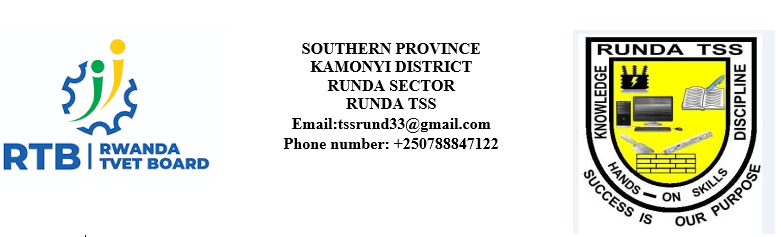 RTB | RWANDA
TVET BOARD
SOUTHERN PROVINCE
KAMONYI DISTRICT
RUNDA SECTOR
RUNDA TSS
Email:tssrund33@gmail.com
Phone number: +250788847122
RUNDA TSS
KNOWLEDGE
DISCIPLINE
HANDS – ON SKILLS
SUCCESS IS OUR PURPOSE